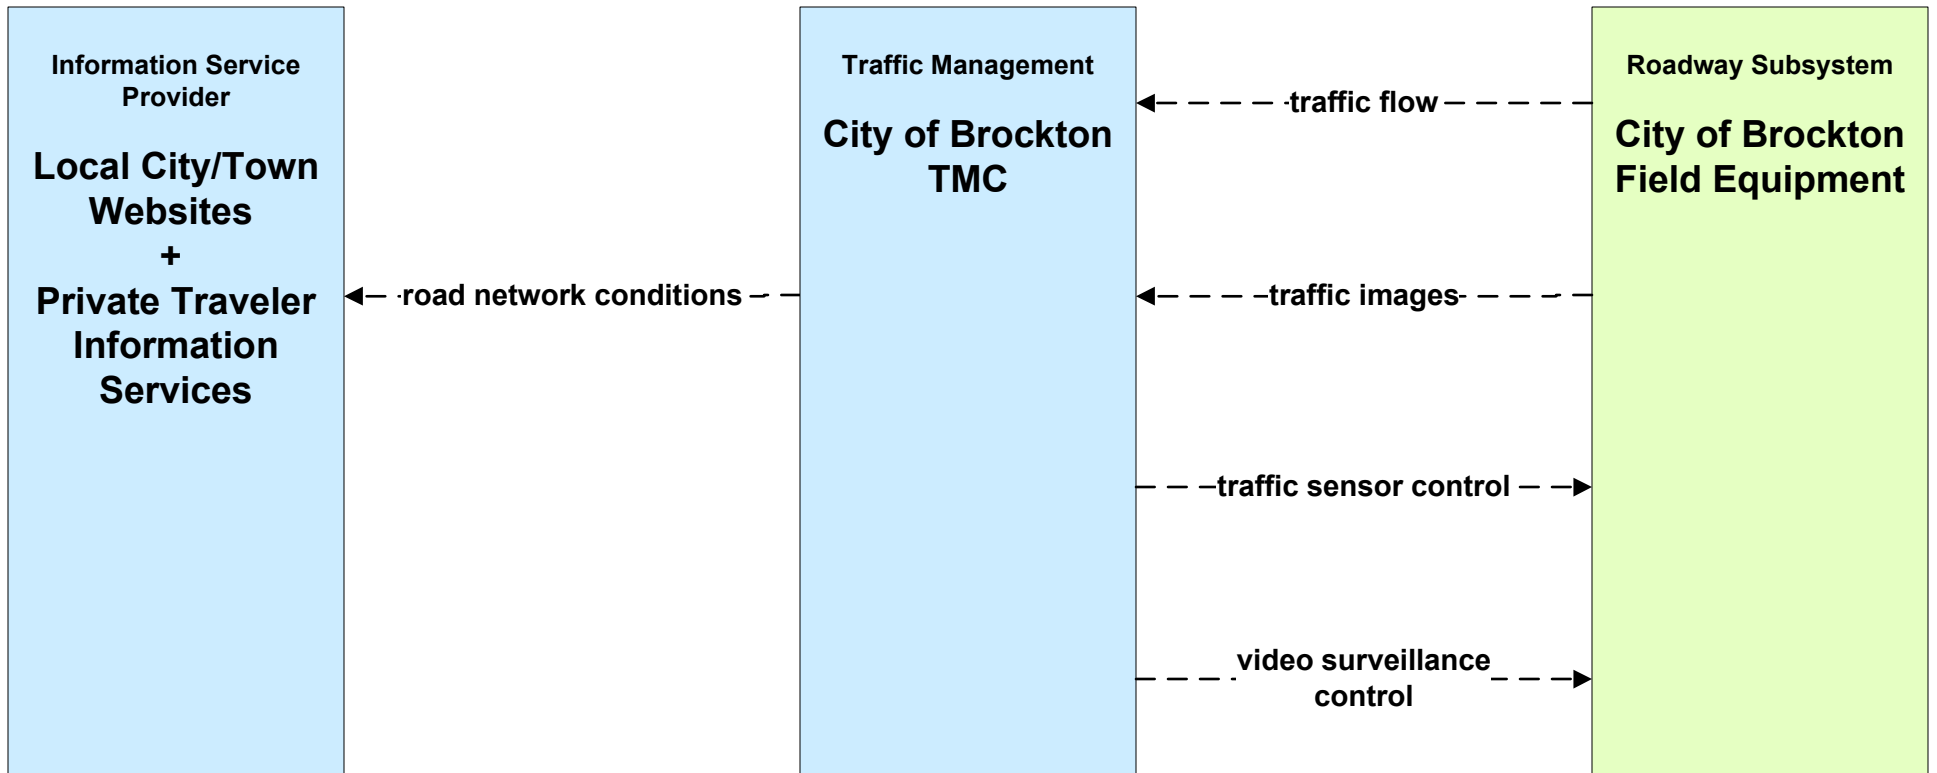 Information Service
Provider
Local City/Town
Websites
+
Private Traveler
Information
Services
road network conditions
Traffic Management
City of Brockton
TMC
traffic flow
traffic images
traffic sensor control
video surveillance
control
Roadway Subsystem
City of Brockton
Field Equipment